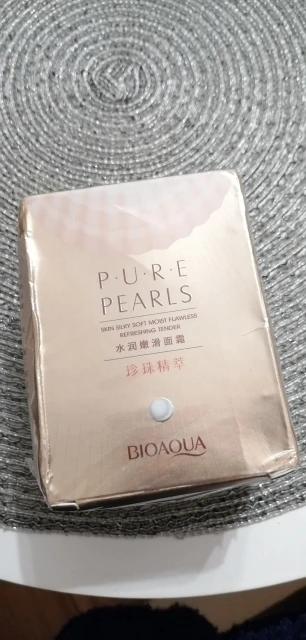 P·U·R·E
PEARLS
SKIN SILKY SOFT MOIST FLAWLESS
REFRESHING TENDER
水润嫩滑面霜
珍珠精萃
BIOAQUA